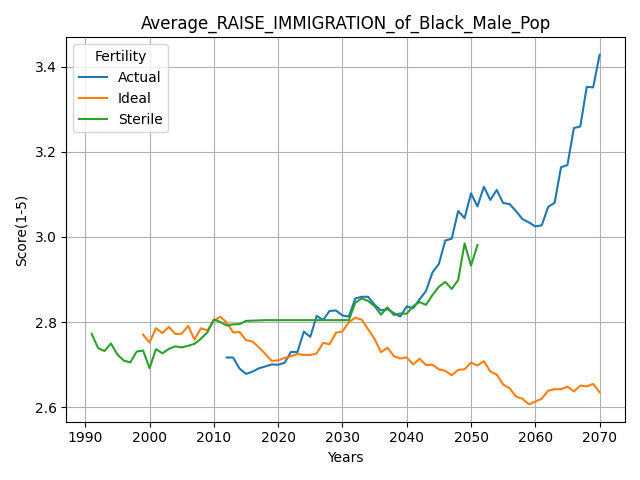 Average_RAISE_IMMIGRATION_of_Black_Male_Pop
Fertility
Actual
Ideal
Sterile
Score(1-5)
3.4
3.2
3.0
2.8
2.6
1990 2000 2010 2020 2030 2040 2050 2060 2070
Years